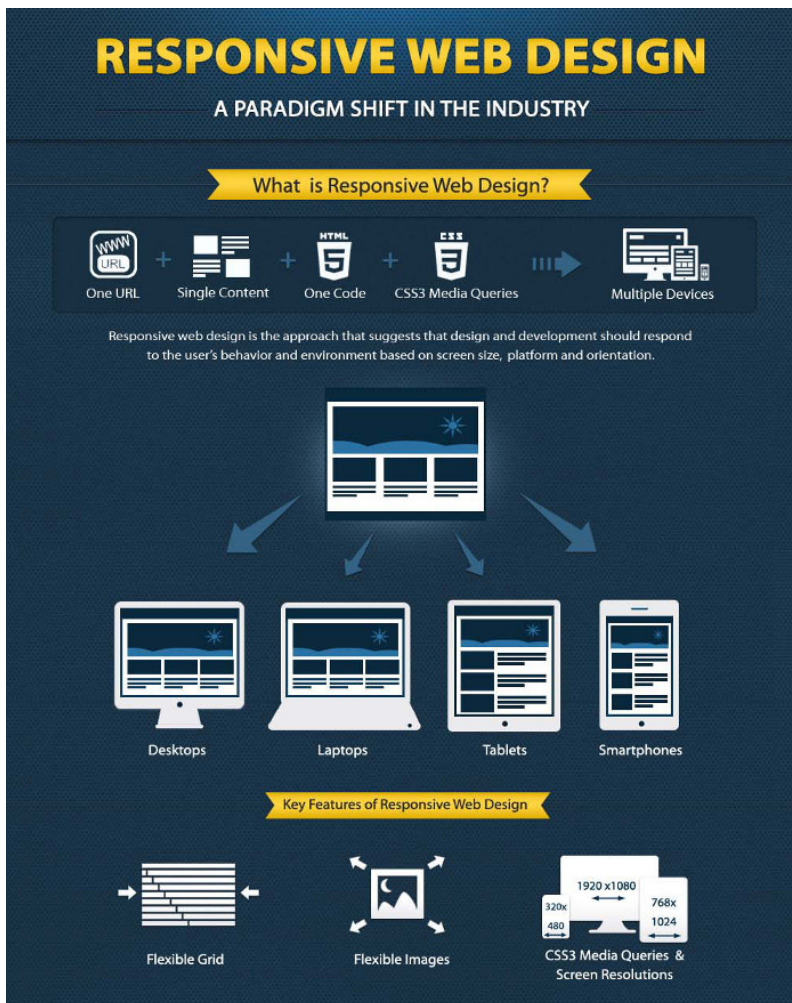 RESPONSIVE WEB DESIGN
A PARADIGM SHIFT IN THE INDUSTRY
What is Responsive Web Design?
WWW
URL
HTML
5
CSS
3
+
+
+
One URL
Single Content
One Code
CSS3 Media Queries
Multiple Devices
Responsive web design is the approach that suggests that design and development should respond
to the user's behavior and environment based on screen size, platform and orientation.
Desktops
Laptops
Tablets
Smartphones
Key Features of Responsive Web Design
Flexible Grid
Flexible Images
1920 x1080
320x
480
768x
1024
CSS3 Media Queries &
Screen Resolutions